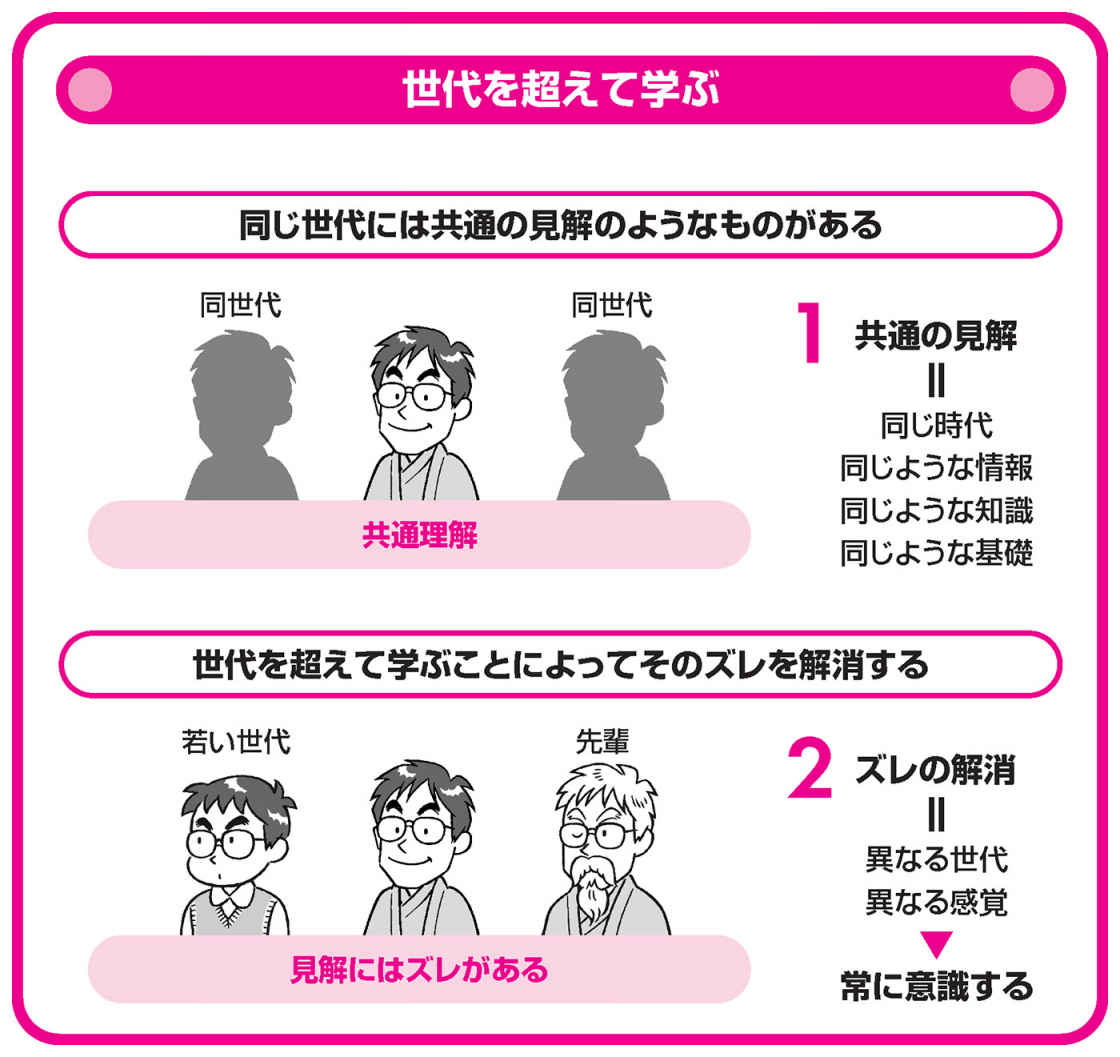 世代を超えて学ぶ
同じ世代には共通の見解のようなものがある
同世代
同世代
共通理解
1
共通の見解
=
同じ時代
同じような情報
同じような知識
同じような基礎
世代を超えて学ぶことによってそのズレを解消する
若い世代
先輩
見解にはズレがある
2
ズレの解消
=
異なる世代
異なる感覚
常に意識する